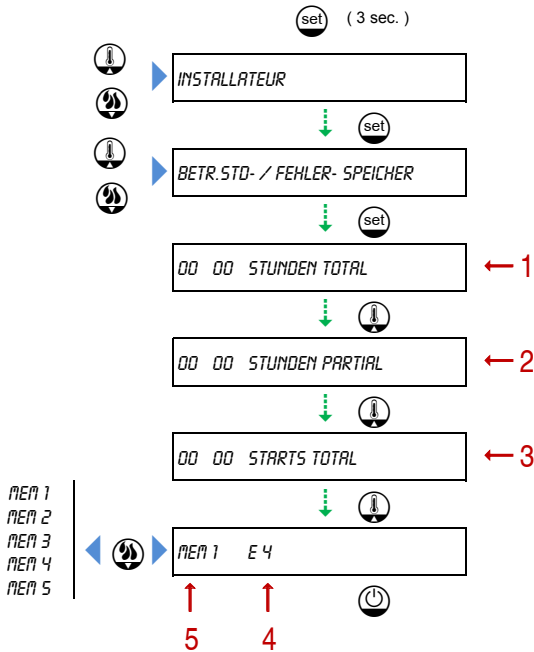 set ( 3 sec. )
INSTALLATEUR
set
BETR.STD- / FEHLER- SPEICHER
set
00 00 STUNDEN TOTAL
1
00 00 STUNDEN PARTIAL
2
00 00 STARTS TOTAL
3
MEM 1
MEM 2
MEM 3
MEM 4
MEM 5
MEM 1 E 4
5 4